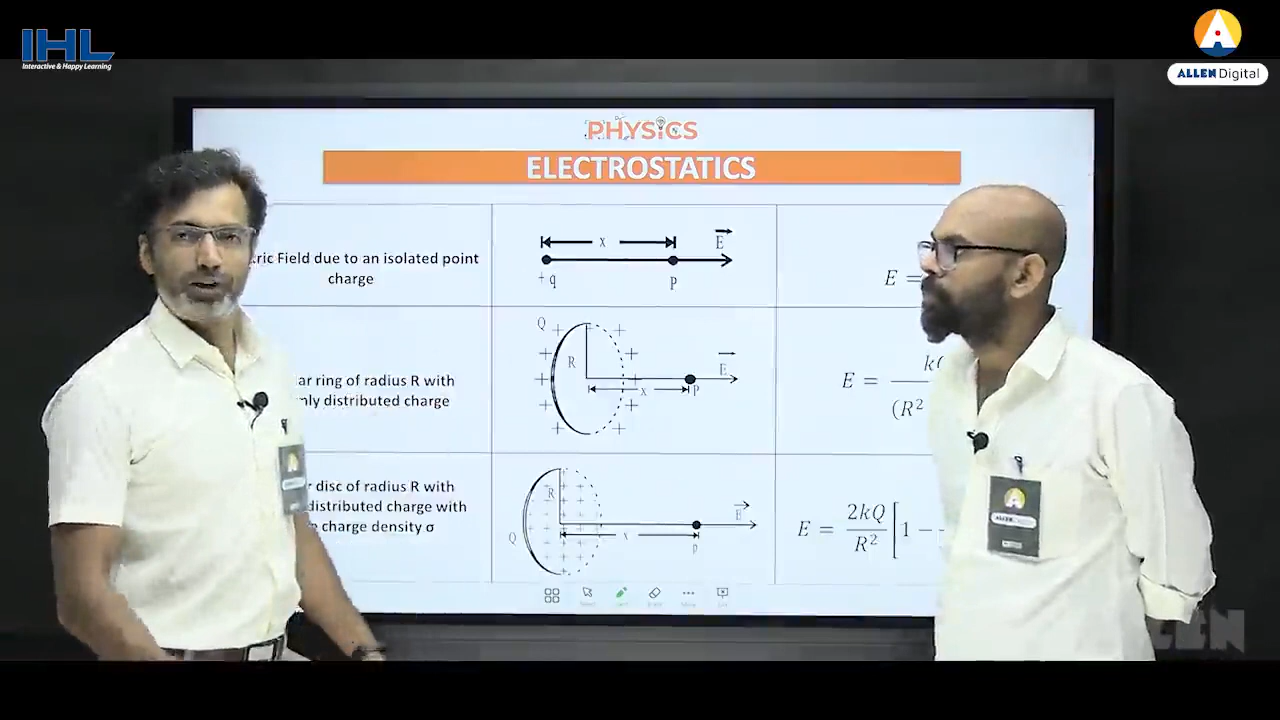 IHL
Interactive & Happy Learning
ALLEN Digital
PHYSICS
ELECTROSTATICS
tric Field due to an isolated point
charge
x
E
+q
P
E =
ar ring of radius R with
nly distributed charge
Q
R
E
x
P
E =
k
(R²
r disc of radius R with
distributed charge with
charge density σ
R
E
Q
x
p
E = 2kQ/R² [1 −